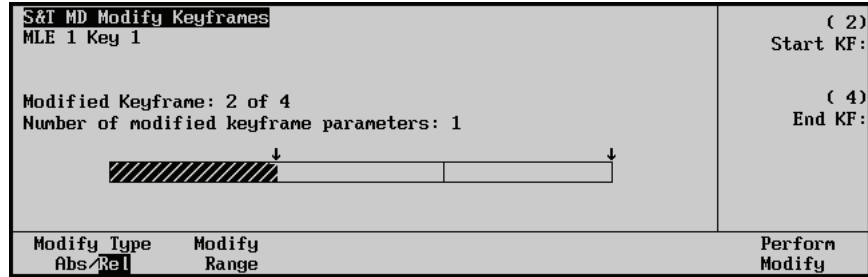 S&T MD Modify Keyframes
MLE 1 Key 1
( 2)
Start KF:
Modified Keyframe: 2 of 4
Number of modified keyframe parameters: 1
( 4)
End KF:
Modify Type
Abs/Rel
Modify
Range
Perform
Modify